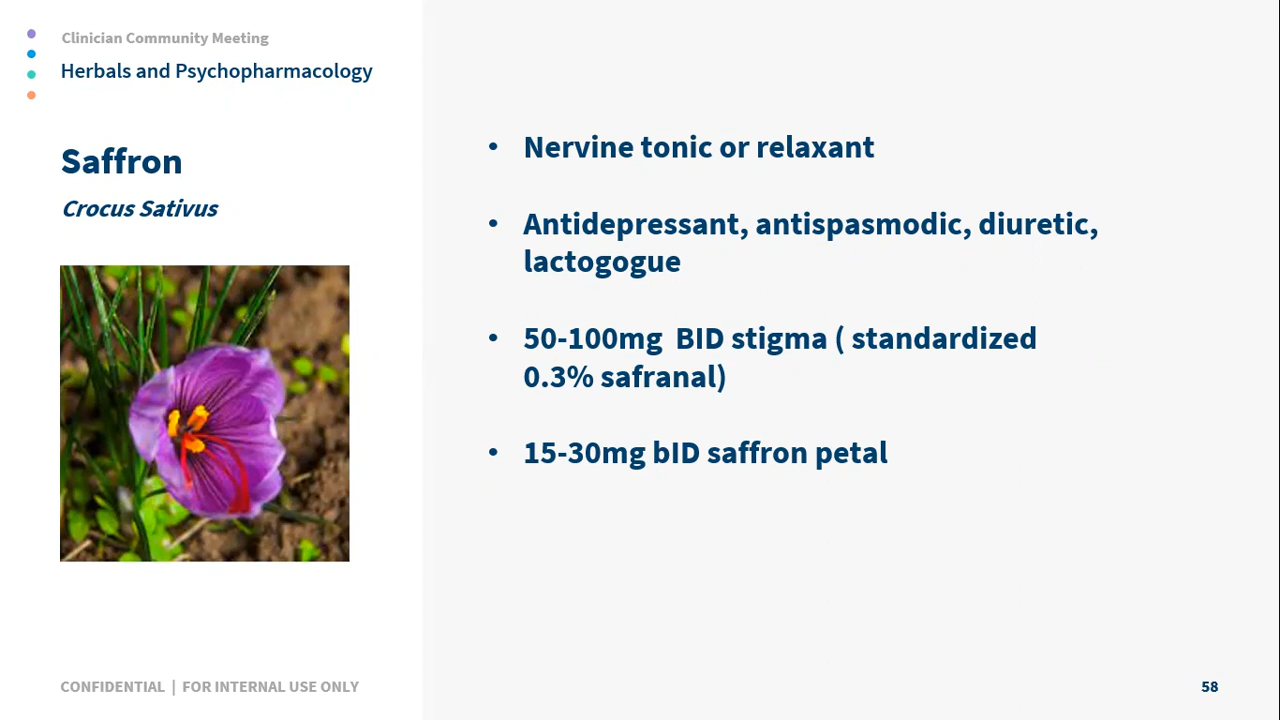 Clinician Community Meeting
Herbals and Psychopharmacology
Saffron
Crocus Sativus
• Nervine tonic or relaxant
• Antidepressant, antispasmodic, diuretic,
lactogogue
• 50-100mg  BID stigma ( standardized
0.3% safranal)
• 15-30mg bID saffron petal
CONFIDENTIAL | FOR INTERNAL USE ONLY
58